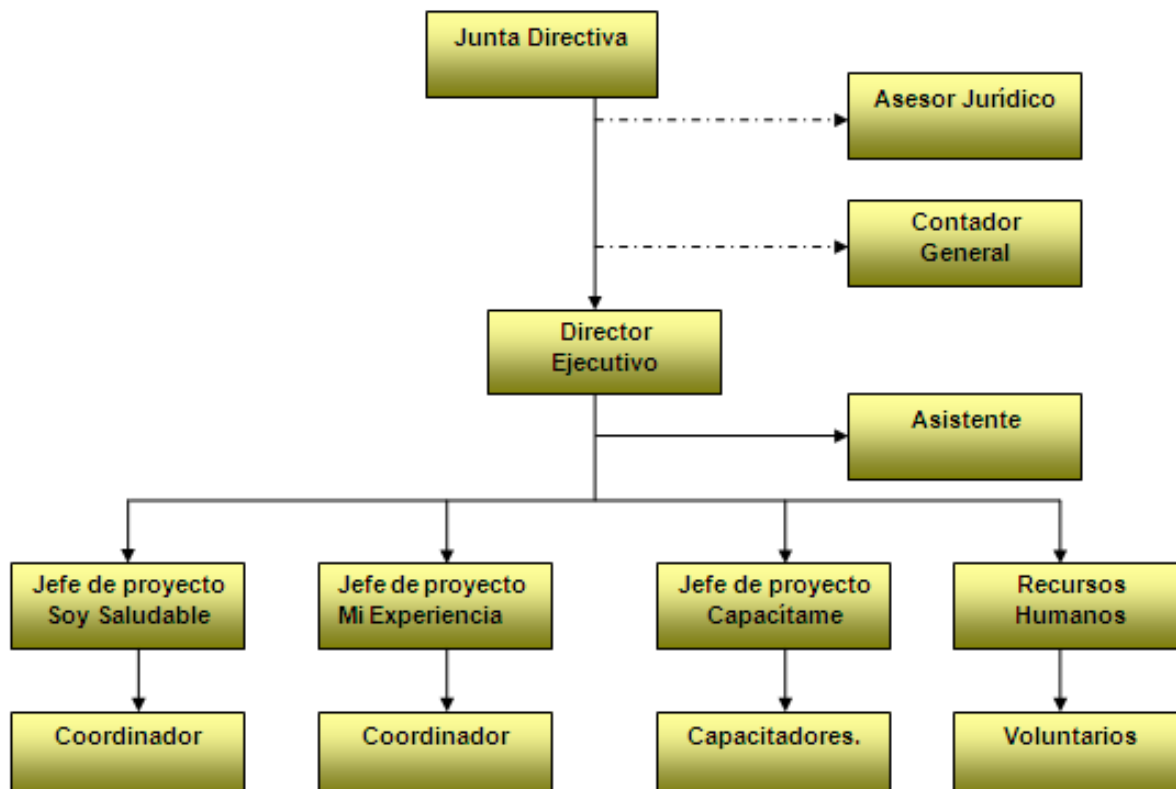 Junta Directiva
Asesor Jurídico
Contador
General
Director
Ejecutivo
Asistente
Jefe de proyecto
Soy Saludable
Jefe de proyecto
Mi Experiencia
Jefe de proyecto
Capacítame
Recursos
Humanos
Coordinador
Coordinador
Capacitadores.
Voluntarios